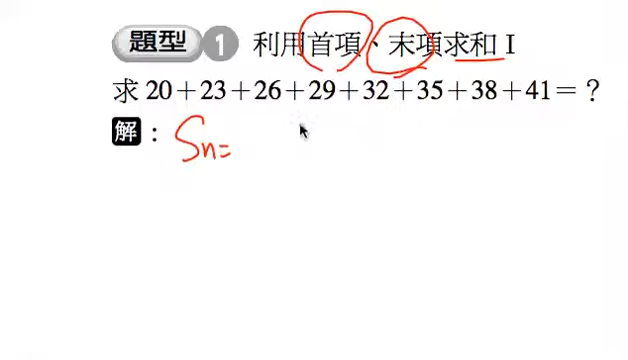 題型 1 利用首項、末項求和 I
求 20+23+26+29+32+35+38+41=?
解: Sn=